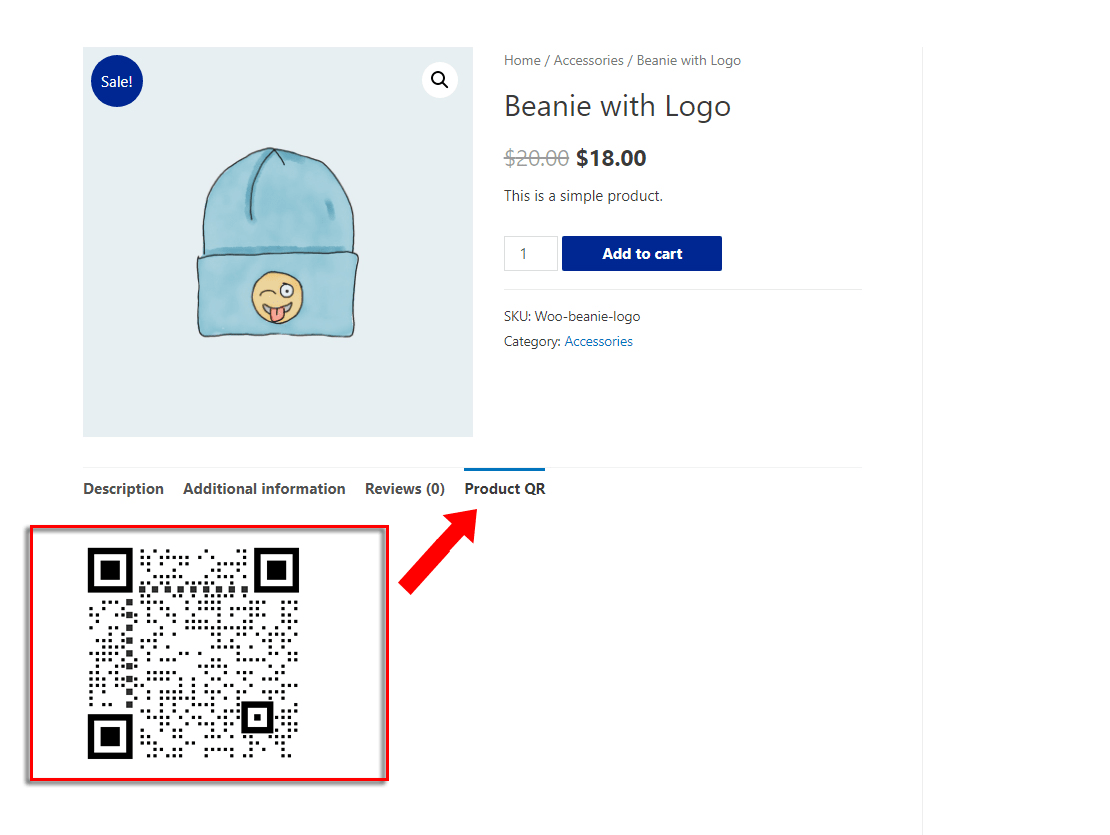 Sale!
Home / Accessories / Beanie with Logo
Beanie with Logo
$20.00 $18.00
This is a simple product.
1 Add to cart
SKU: Woo-beanie-logo
Category: Accessories
Description Additional information Reviews (0) Product QR